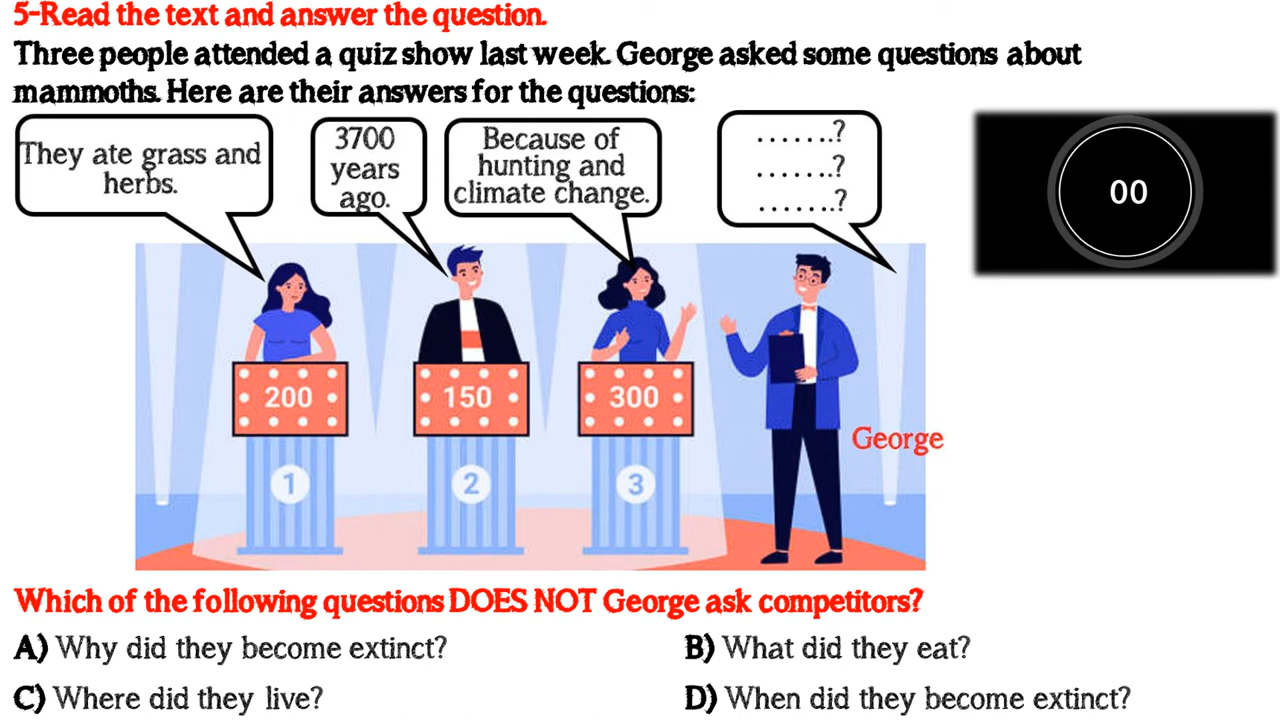 5-Read the text and answer the question.
Three people attended a quiz show last week. George asked some questions about
mammoths. Here are their answers for the questions:
They ate grass and
herbs.
3700
years
ago.
Because of
hunting and
climate change.
.......?
.......?
.......?
00
200
150
300
1
2
3
George
Which of the following questions DOES NOT George ask competitors?
A) Why did they become extinct?
B) What did they eat?
C) Where did they live?
D) When did they become extinct?